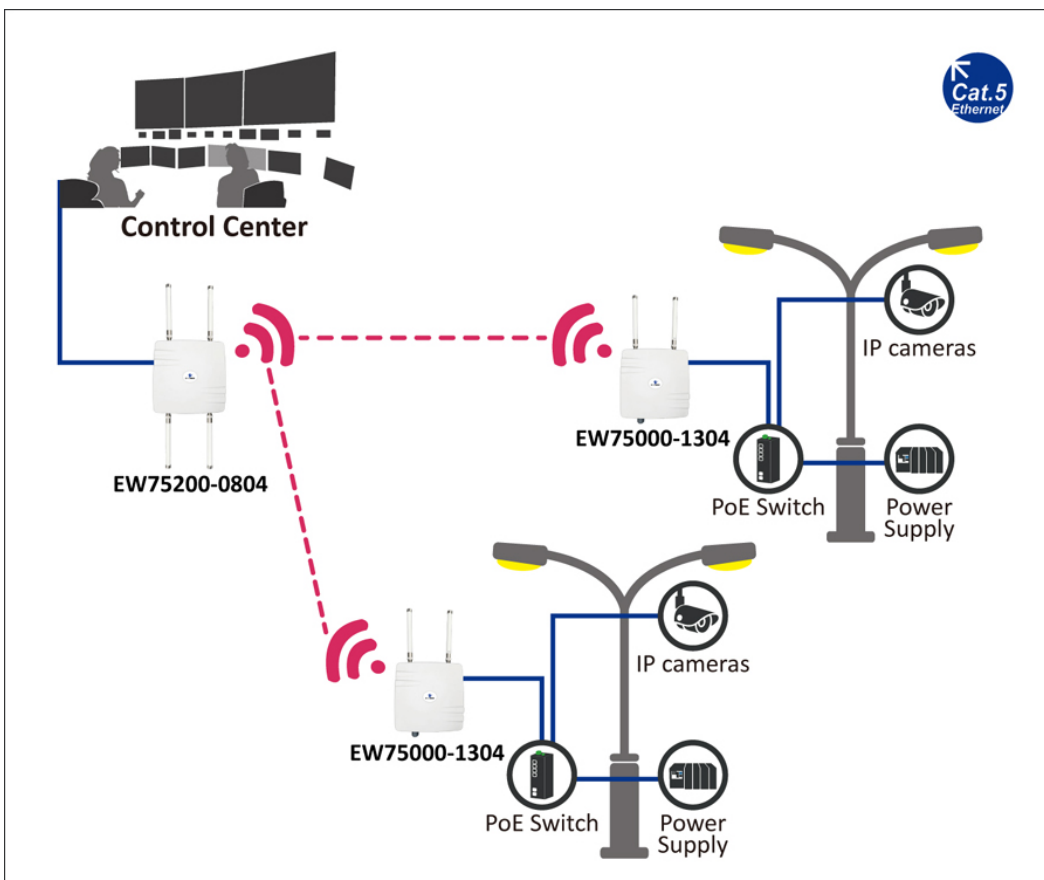 Cat.5
Ethernet
Control Center
IP cameras
EW75000-1304
EW75200-0804
PoE Switch
Power
Supply
IP cameras
EW75000-1304
PoE Switch
Power
Supply